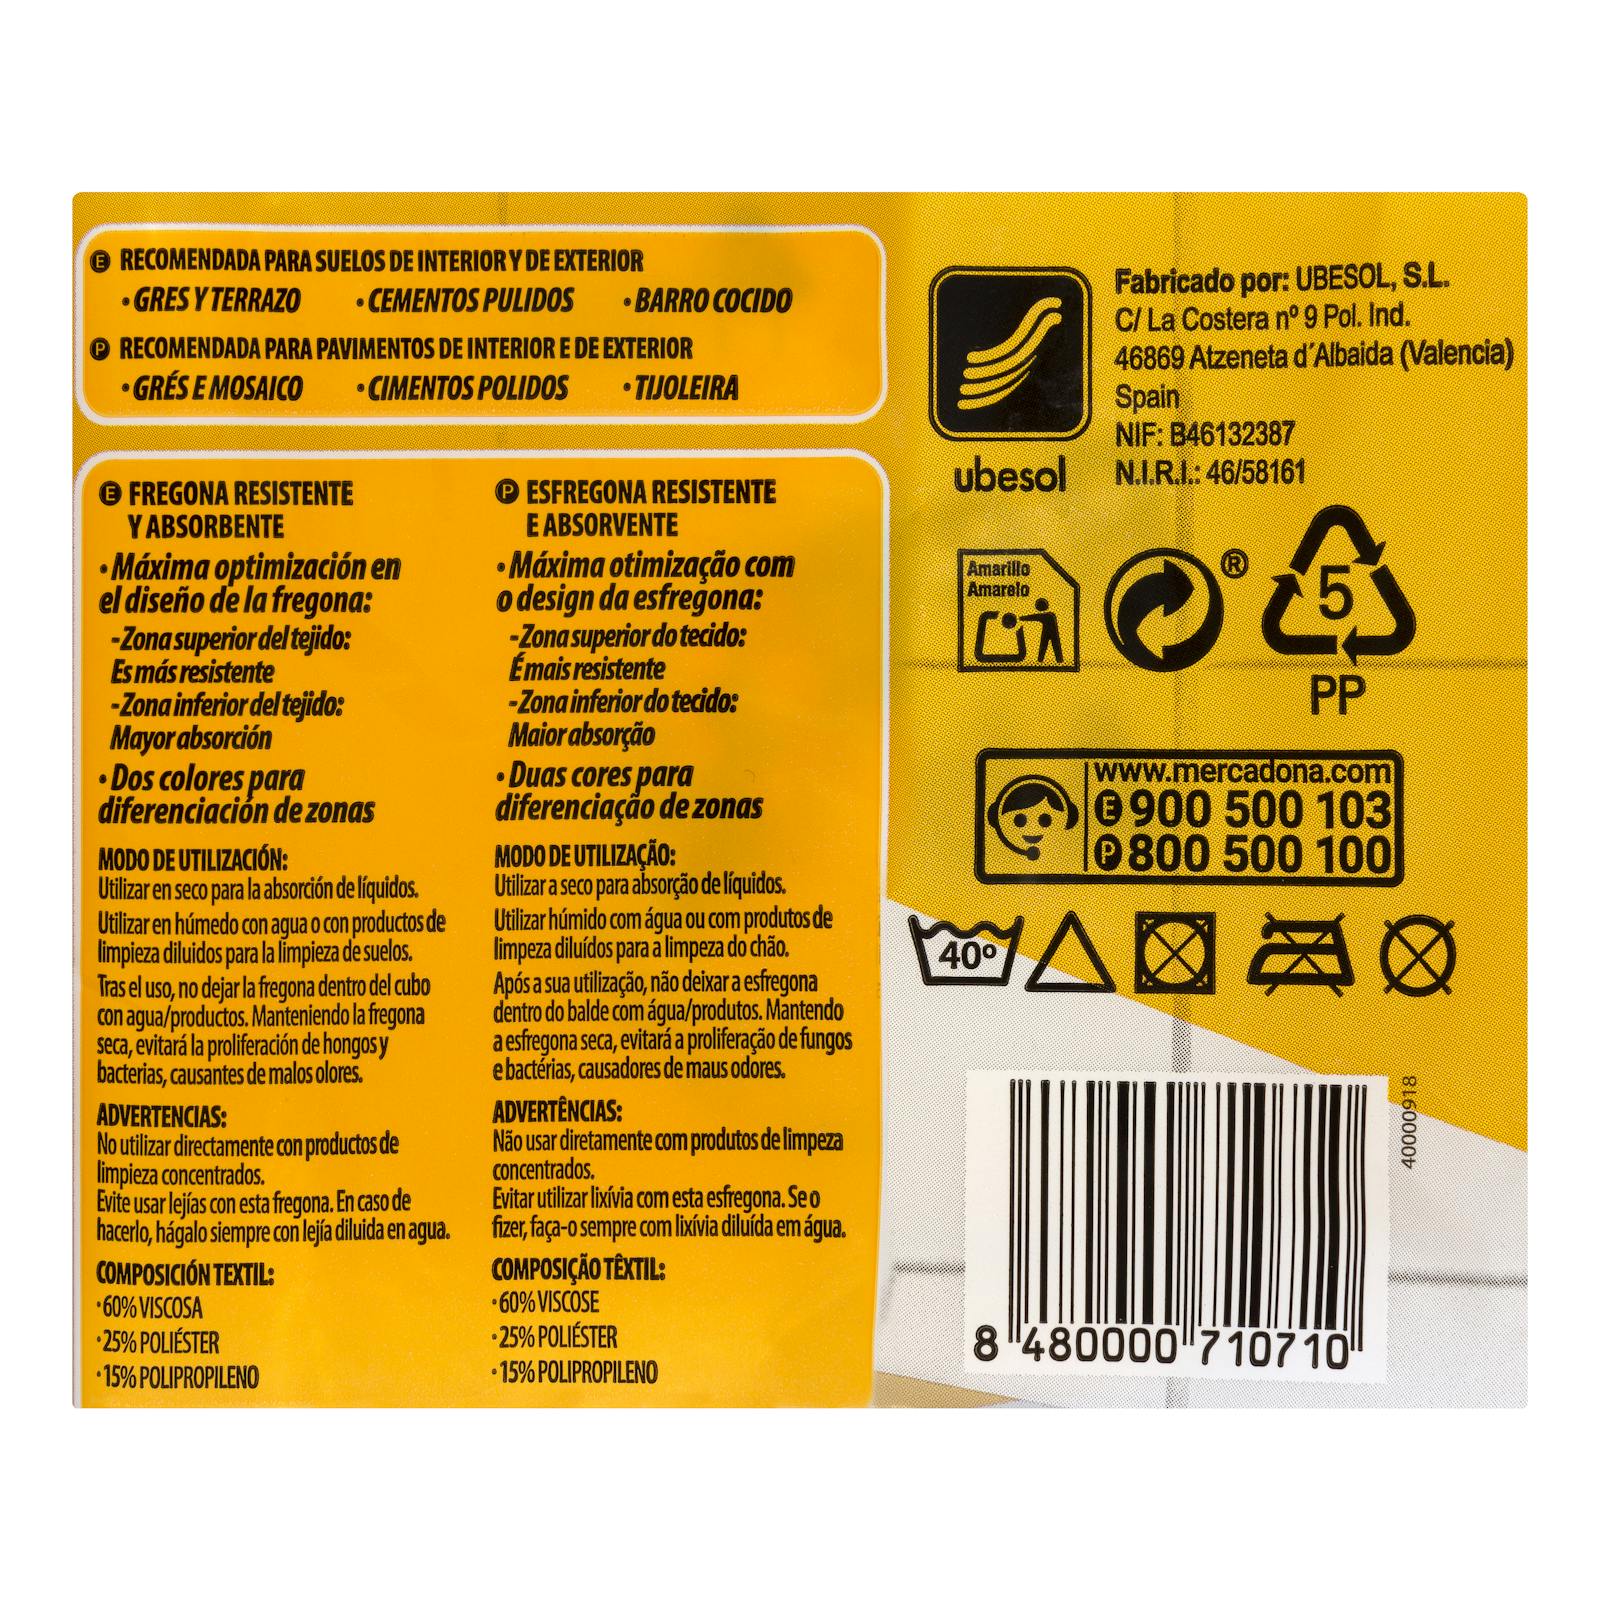 E RECOMENDADA PARA SUELOS DE INTERIOR Y DE EXTERIOR
• GRES Y TERRAZO • CEMENTOS PULIDOS • BARRO COCIDO
P RECOMENDADA PARA PAVIMENTOS DE INTERIOR E DE EXTERIOR
• GRÉS E MOSAICO • CIMENTOS POLIDOS • TIJOLEIRA
E FREGONA RESISTENTE
Y ABSORBENTE
• Máxima optimización en
el diseño de la fregona:
-Zona superior del tejido:
Es más resistente
-Zona inferior del tejido:
Mayor absorción
• Dos colores para
diferenciación de zonas
MODO DE UTILIZACIÓN:
Utilizar en seco para la absorción de líquidos.
Utilizar en húmedo con agua o con productos de
limpieza diluidos para la limpieza de suelos.
Tras el uso, no dejar la fregona dentro del cubo
con agua/productos. Manteniendo la fregona
seca, evitará la proliferación de hongos y
bacterias, causantes de malos olores.
ADVERTENCIAS:
No utilizar directamente con productos de
limpieza concentrados.
Evite usar lejías con esta fregona. En caso de
hacerlo, hágalo siempre con lejía diluida en agua.
COMPOSICIÓN TEXTIL:
• 60% VISCOSA
• 25% POLIÉSTER
• 15% POLIPROPILENO
P ESFREGONA RESISTENTE
E ABSORVENTE
• Máxima otimização com
o design da esfregona:
-Zona superior do tecido:
É mais resistente
-Zona inferior do tecido:
Maior absorção
• Duas cores para
diferenciação de zonas
MODO DE UTILIZAÇÃO:
Utilizar a seco para absorção de líquidos.
Utilizar húmido com água ou com produtos de
limpeza diluídos para a limpeza do chão.
Após a sua utilização, não deixar a esfregona
dentro do balde com água/produtos. Mantendo
a esfregona seca, evitará a proliferação de fungos
e bactérias, causadores de maus odores.
ADVERTÊNCIAS:
Não usar diretamente com produtos de limpeza
concentrados.
Evitar utilizar lixívia com esta esfregona. Se o
fizer, faça-o sempre com lixívia diluída em água.
COMPOSIÇÃO TÊXTIL:
• 60% VISCOSE
• 25% POLIÉSTER
• 15% POLIPROPILENO
ubesol
Fabricado por: UBESOL, S.L.
C/ La Costera nº 9 Pol. Ind.
46869 Atzeneta d´Albaida (Valencia)
Spain
NIF: B46132387
N.I.R.I.: 46/58161
Amarillo
Amarelo
®
5
PP
www.mercadona.com
E 900 500 103
P 800 500 100
40º
40000918
8 480000 710710